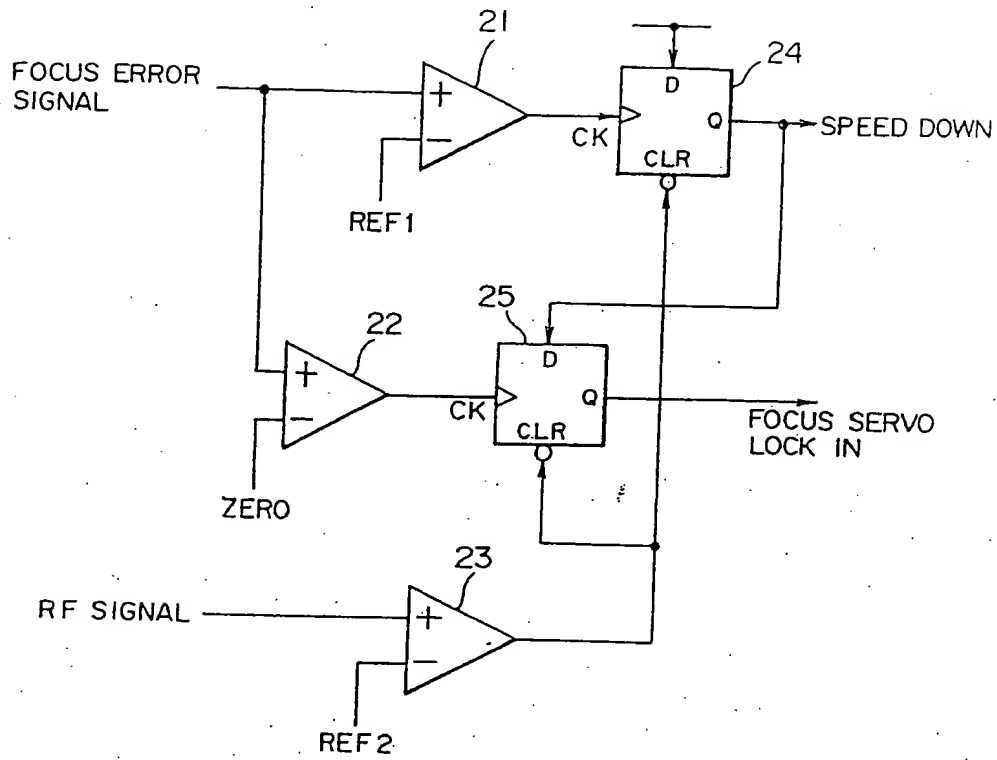 21
24
FOCUS ERROR
SIGNAL
+
−
D
Q
CK
CLR
SPEED DOWN
REF1
22
25
+
−
D
Q
CK
CLR
FOCUS SERVO
LOCK IN
ZERO
23
RF SIGNAL
+
−
REF2